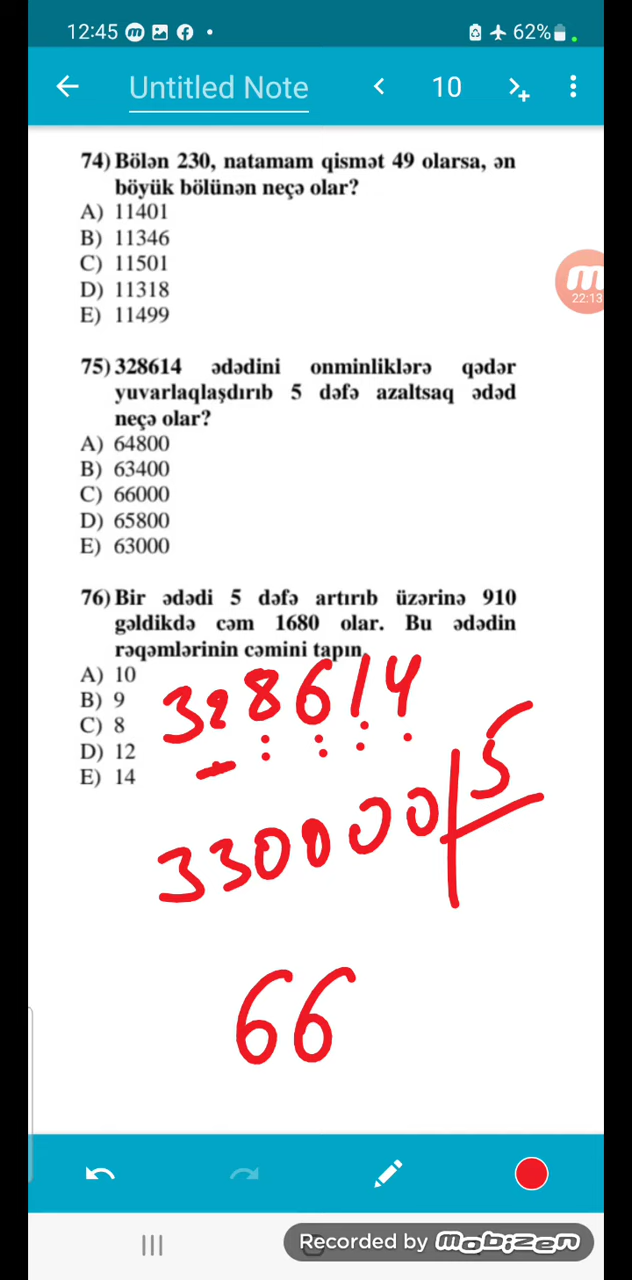 12:45 62%
Untitled Note 10
74) Bölən 230, natamam qismət 49 olarsa, ən
böyük bölünən neçə olar?
A) 11401
B) 11346
C) 11501
D) 11318
E) 11499
22:13
75) 328614 ədədini onminliklərə qədər
yuvarlaqlaşdırıb 5 dəfə azaltsaq ədəd
neçə olar?
A) 64800
B) 63400
C) 66000
D) 65800
E) 63000
76) Bir ədədi 5 dəfə artırıb üzərinə 910
gəldikdə cəm 1680 olar. Bu ədədin
rəqəmlərinin cəmini tapın.
A) 10
B) 9
C) 8
D) 12
E) 14
328614
330000 5
66
Recorded by mobizen